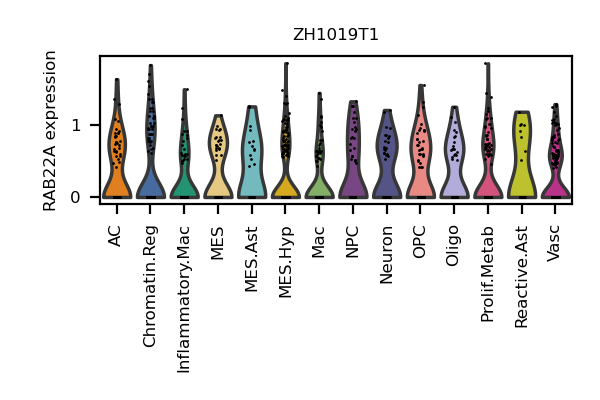 ZH1019T1
RAB22A expression
1
0
AC
Chromatin.Reg
Inflammatory.Mac
MES
MES.Ast
MES.Hyp
Mac
NPC
Neuron
OPC
Oligo
Prolif.Metab
Reactive.Ast
Vasc